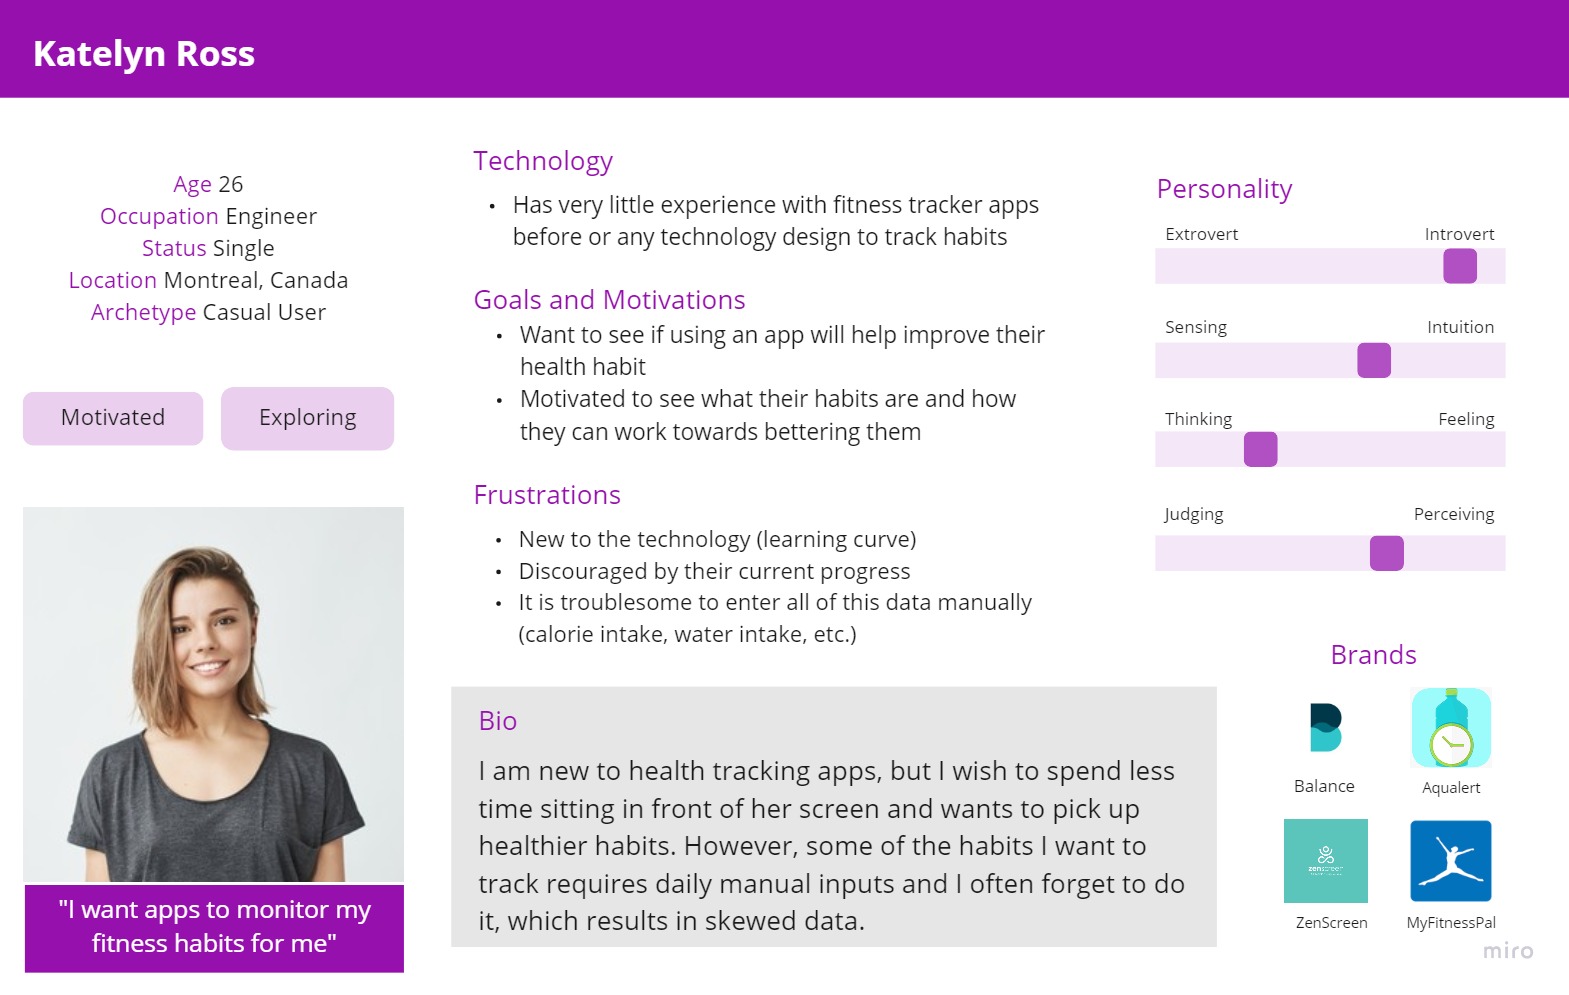 Katelyn Ross
Age 26
Occupation Engineer
Status Single
Location Montreal, Canada
Archetype Casual User
Motivated
Exploring
"I want apps to monitor my
fitness habits for me"
Technology
• Has very little experience with fitness tracker apps
before or any technology design to track habits
Goals and Motivations
• Want to see if using an app will help improve their
health habit
• Motivated to see what their habits are and how
they can work towards bettering them
Frustrations
• New to the technology (learning curve)
• Discouraged by their current progress
• It is troublesome to enter all of this data manually
(calorie intake, water intake, etc.)
Bio
I am new to health tracking apps, but I wish to spend less
time sitting in front of her screen and wants to pick up
healthier habits. However, some of the habits I want to
track requires daily manual inputs and I often forget to do
it, which results in skewed data.
Personality
Extrovert Introvert
Sensing Intuition
Thinking Feeling
Judging Perceiving
Brands
Balance
Aqualert
zenscreen
ZenScreen
MyFitnessPal
miro